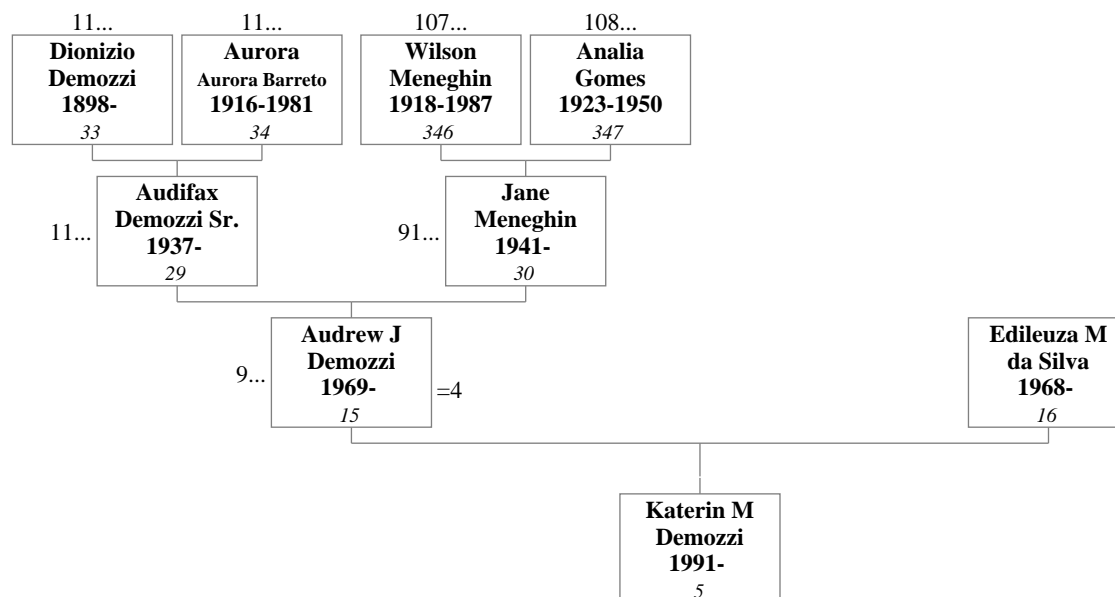 11...
11...
107...
108...
Dionizio
Demozzi
1898-
33
Aurora
Aurora Barreto
1916-1981
34
Wilson
Meneghin
1918-1987
346
Analia
Gomes
1923-1950
347
11...
Audifax
Demozzi Sr.
1937-
29
91...
Jane
Meneghin
1941-
30
9...
Audrew J
Demozzi
1969-
15
=4
Edileuza M
da Silva
1968-
16
Katerin M
Demozzi
1991-
5